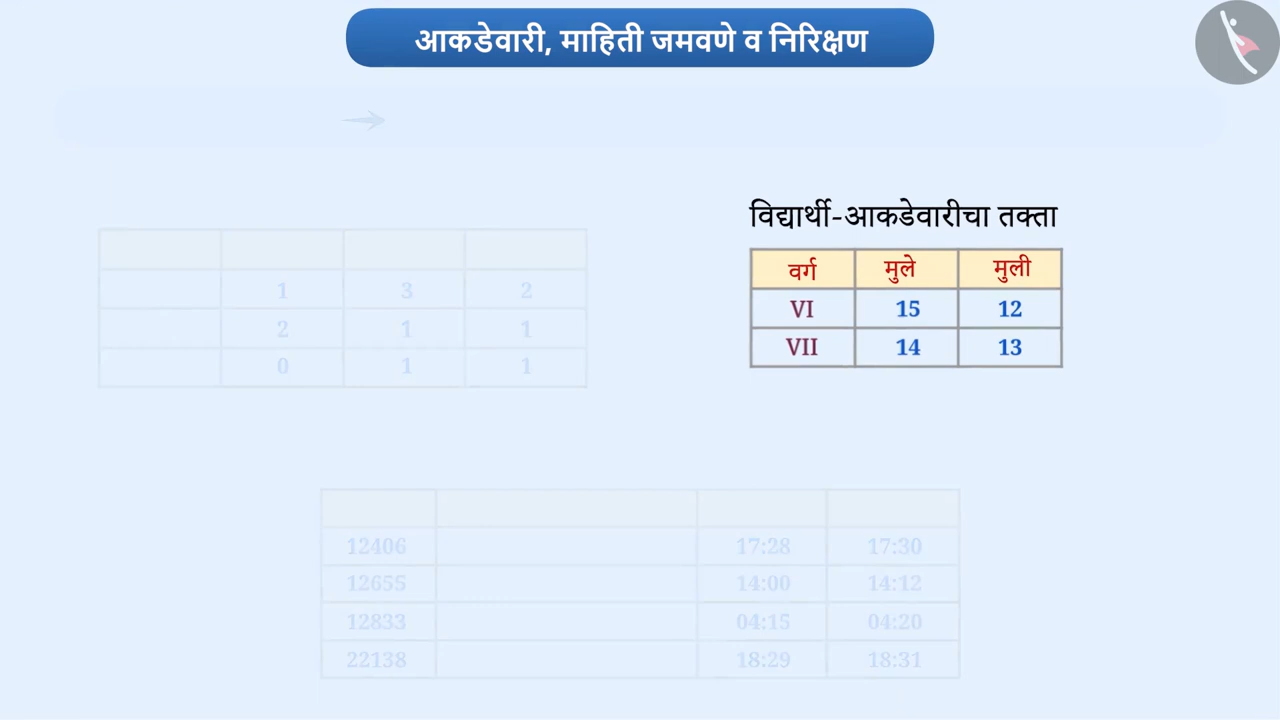 आकडेवारी, माहिती जमवणे व निरिक्षण
विद्यार्थी-आकडेवारीचा तक्ता
वर्ग मुले मुली
VI 15 12
VII 14 13
1 3 2
2 1 1
0 1 1
12406 17:28 17:30
12655 14:00 14:12
12833 04:15 04:20
22138 18:29 18:31